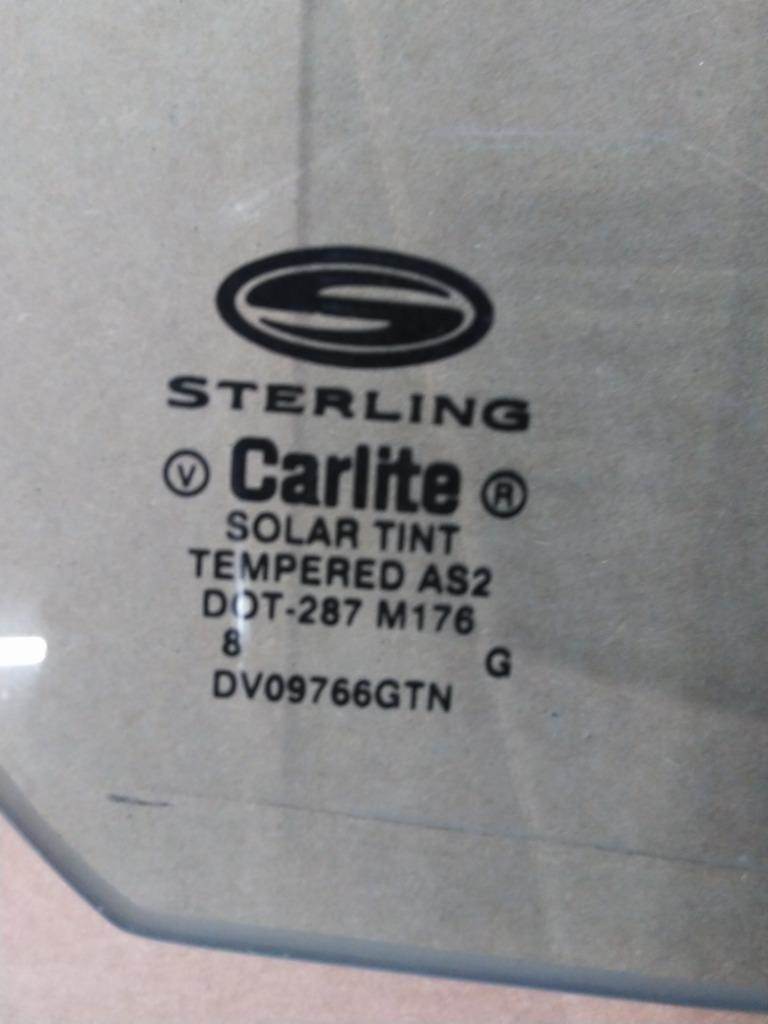 S
STERLING
V Carlite R
SOLAR TINT
TEMPERED AS2
DOT-287 M176
8 G
DV09766GTN